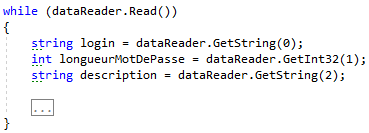 while (dataReader.Read())
{
string login = dataReader.GetString(0);
int longueurMotDePasse = dataReader.GetInt32(1);
string description = dataReader.GetString(2);
...
}